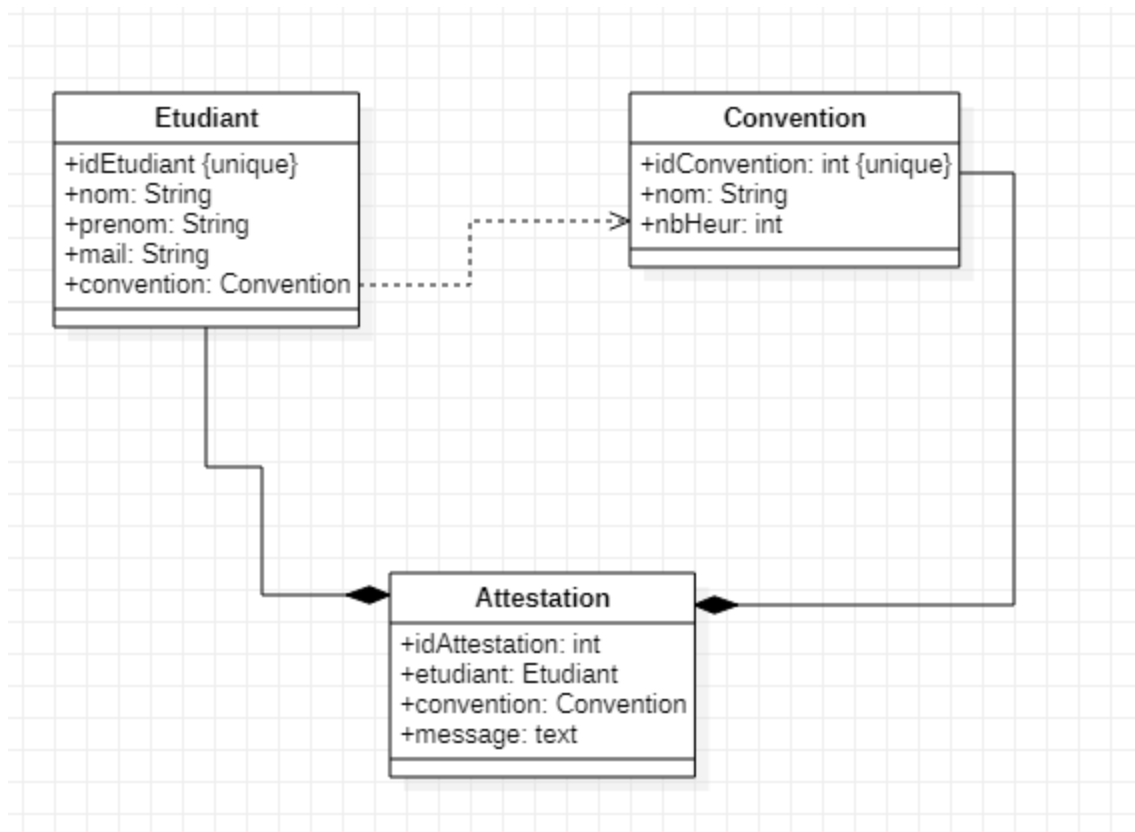 Etudiant
+idEtudiant {unique}
+nom: String
+prenom: String
+mail: String
+convention: Convention
Convention
+idConvention: int {unique}
+nom: String
+nbHeur: int
Attestation
+idAttestation: int
+etudiant: Etudiant
+convention: Convention
+message: text